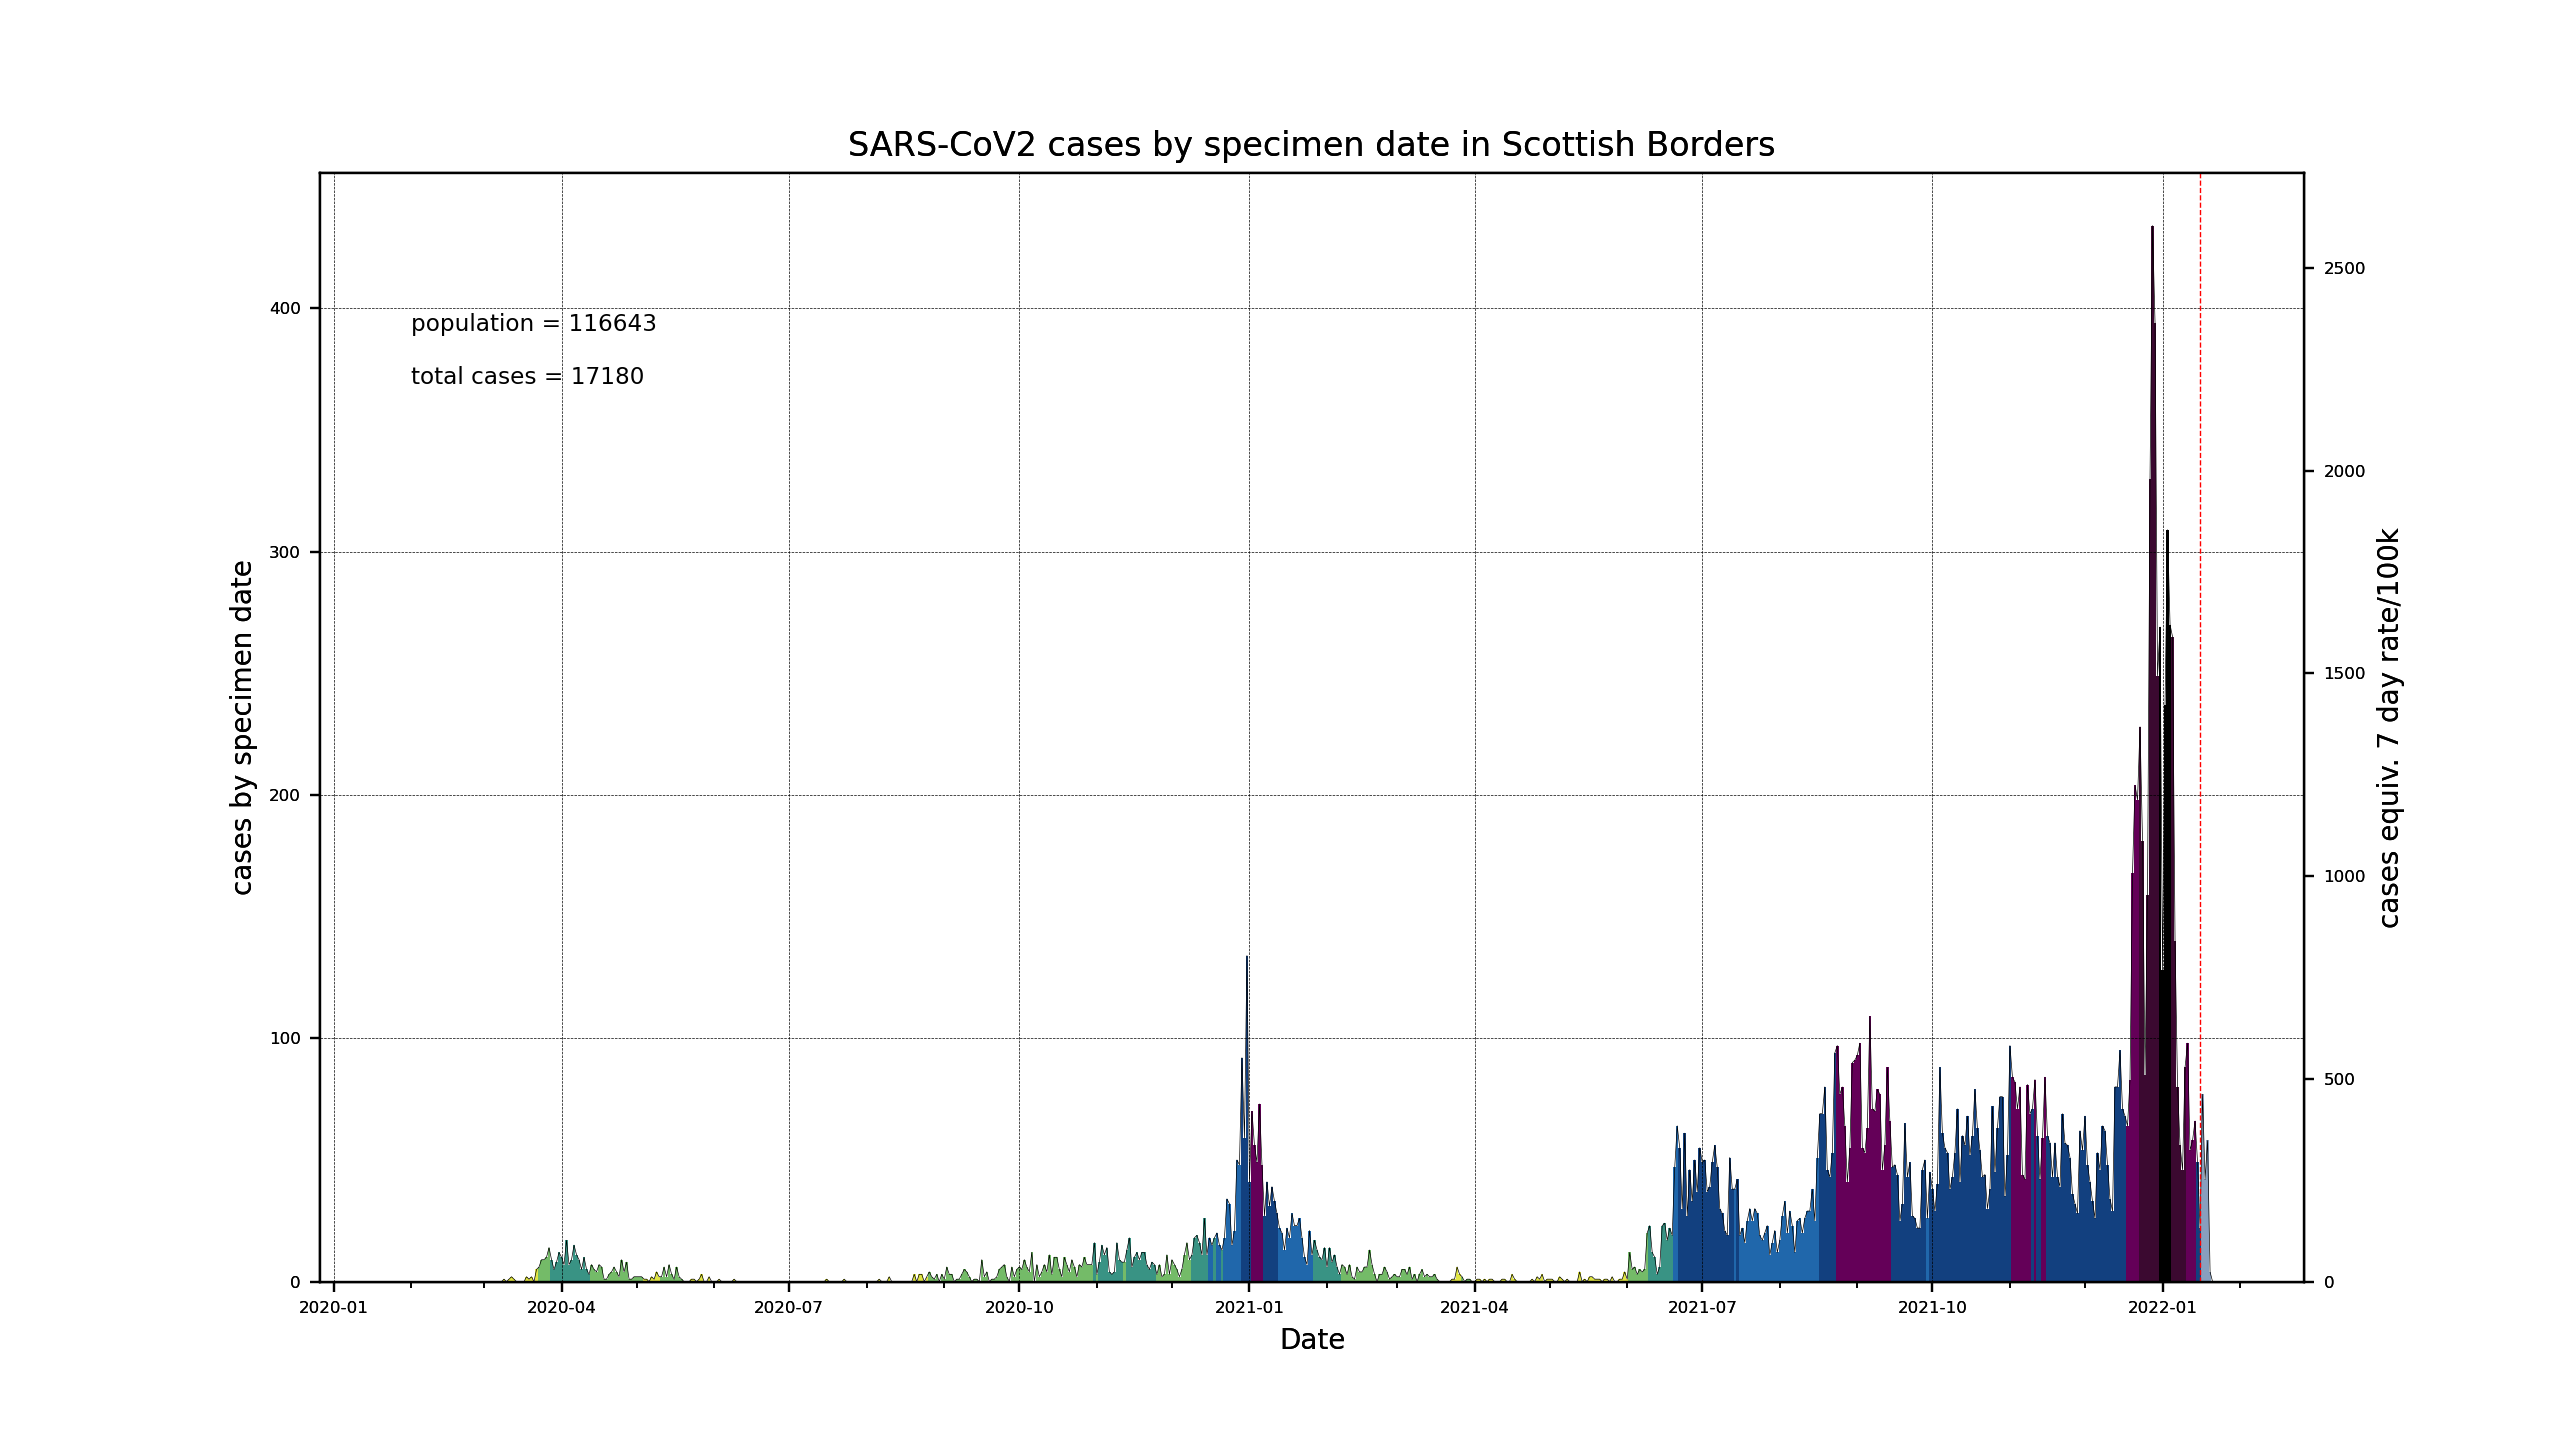 SARS-CoV2 cases by specimen date in Scottish Borders
population = 116643
total cases = 17180
cases by specimen date
400
300
200
100
0
2500
2000
1500
1000
500
0
cases equiv. 7 day rate/100k
2020-01 2020-04 2020-07 2020-10 2021-01 2021-04 2021-07 2021-10 2022-01
Date